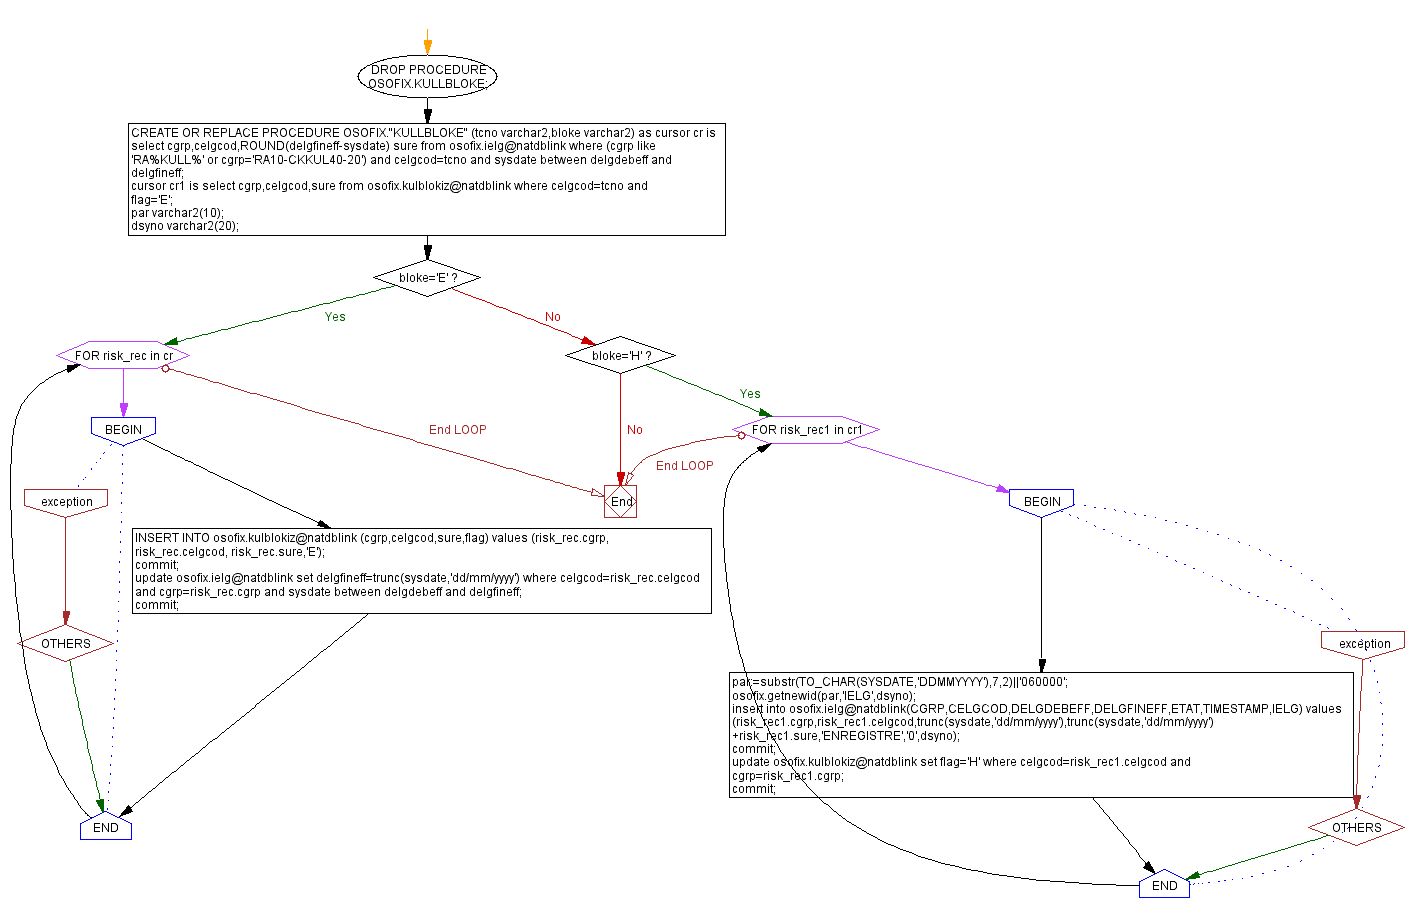 DROP PROCEDURE
OSOFIX.KULLBLOKE;
CREATE OR REPLACE PROCEDURE OSOFIX."KULLBLOKE" (tcno varchar2,bloke varchar2) as cursor cr is
select cgrp,celgcod,ROUND(delgfineff-sysdate) sure from osofix.ielg@natdblink where (cgrp like
'RA%KULL%' or cgrp='RA10-CKKUL40-20') and celgcod=tcno and sysdate between delgdebeff and
delgfineff;
cursor cr1 is select cgrp,celgcod,sure from osofix.kulblokiz@natdblink where celgcod=tcno and
flag='E';
par varchar2(10);
dsyno varchar2(20);
bloke='E' ?
Yes
No
FOR risk_rec in cr
bloke='H' ?
Yes
BEGIN
End LOOP
No
FOR risk_rec1 in cr1
End LOOP
exception
End
BEGIN
INSERT INTO osofix.kulblokiz@natdblink (cgrp,celgcod,sure,flag) values (risk_rec.cgrp,
risk_rec.celgcod, risk_rec.sure,'E');
commit;
update osofix.ielg@natdblink set delgfineff=trunc(sysdate,'dd/mm/yyyy') where celgcod=risk_rec.celgcod
and cgrp=risk_rec.cgrp and sysdate between delgdebeff and delgfineff;
commit;
OTHERS
exception
par:=substr(TO_CHAR(SYSDATE,'DDMMYYYY'),7,2)||'060000';
osofix.getnewid(par,'IELG',dsyno);
insert into osofix.ielg@natdblink(CGRP,CELGCOD,DELGDEBEFF,DELGFINEFF,ETAT,TIMESTAMP,IELG) values
(risk_rec1.cgrp,risk_rec1.celgcod,trunc(sysdate,'dd/mm/yyyy'),trunc(sysdate,'dd/mm/yyyy')
+risk_rec1.sure,'ENREGISTRE','0',dsyno);
commit;
update osofix.kulblokiz@natdblink set flag='H' where celgcod=risk_rec1.celgcod and
cgrp=risk_rec1.cgrp;
commit;
END
OTHERS
END